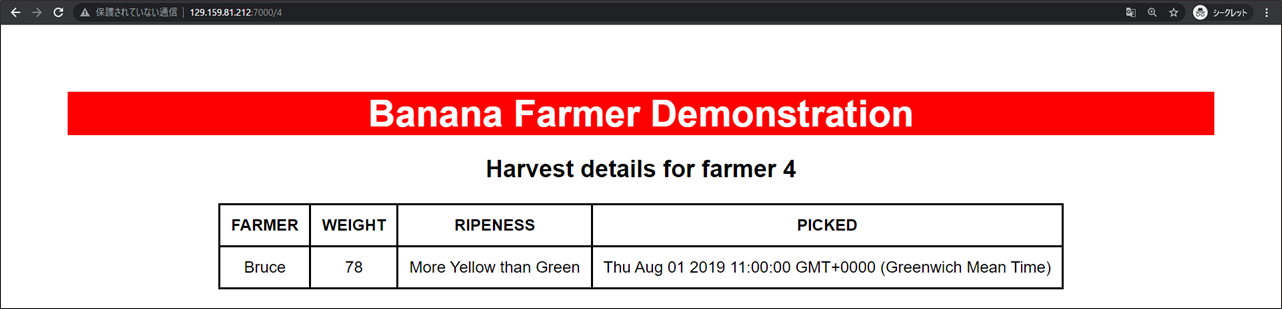 保護されていない通信 | 129.159.81.212:7000/4 シークレット
Banana Farmer Demonstration
Harvest details for farmer 4
FARMER WEIGHT RIPENESS PICKED
Bruce 78 More Yellow than Green Thu Aug 01 2019 11:00:00 GMT+0000 (Greenwich Mean Time)